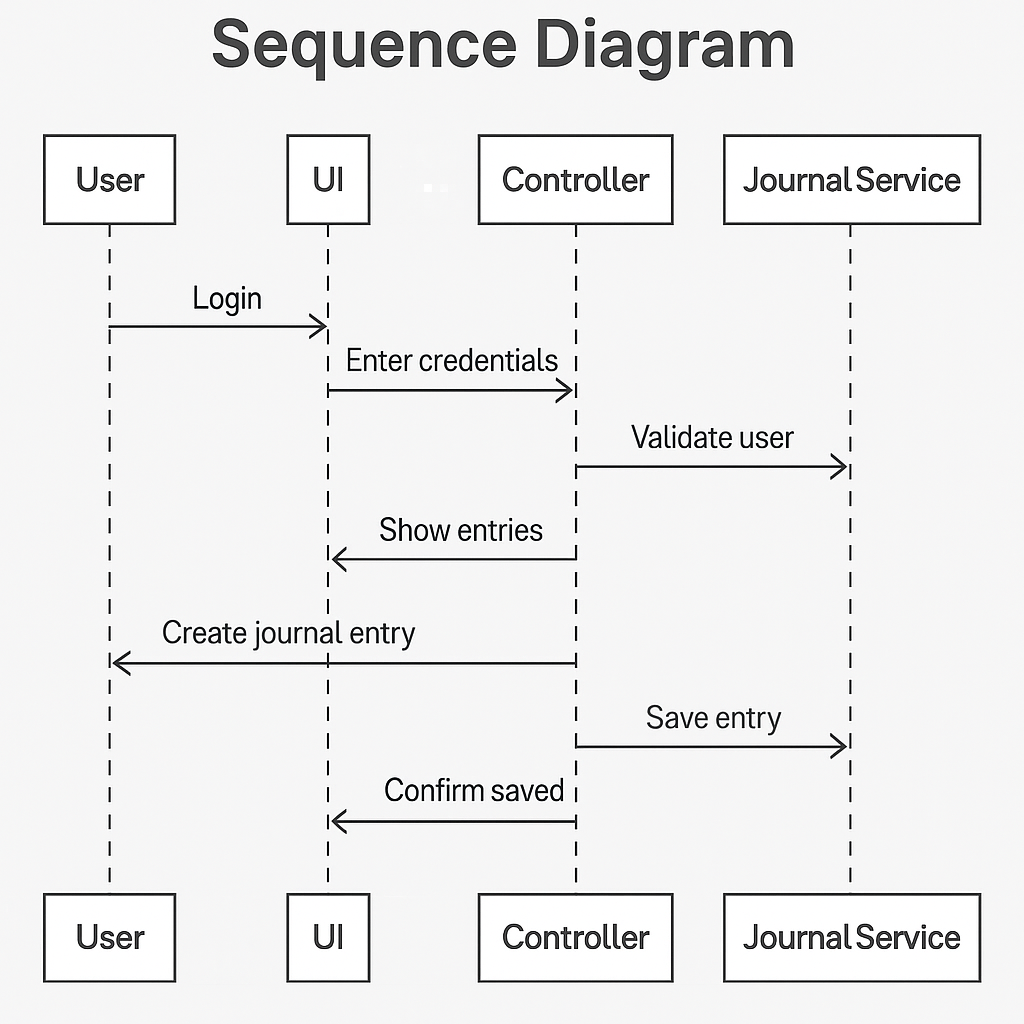 Sequence Diagram
User
UI
Controller
Journal Service
Login
Enter credentials
Validate user
Show entries
Create journal entry
Save entry
Confirm saved
User
UI
Controller
Journal Service